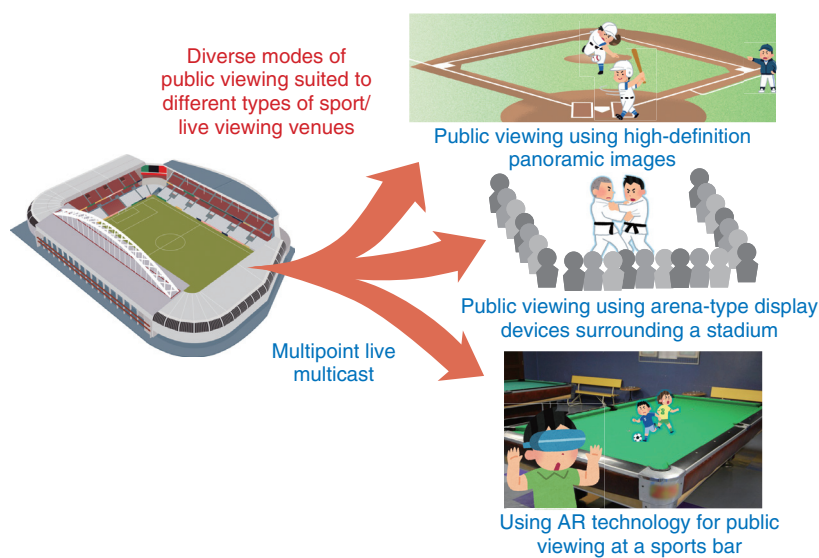 Diverse modes of
public viewing suited to
different types of sport/
live viewing venues
Public viewing using high-definition
panoramic images
Public viewing using arena-type display
devices surrounding a stadium
Multipoint live
multicast
Using AR technology for public
viewing at a sports bar